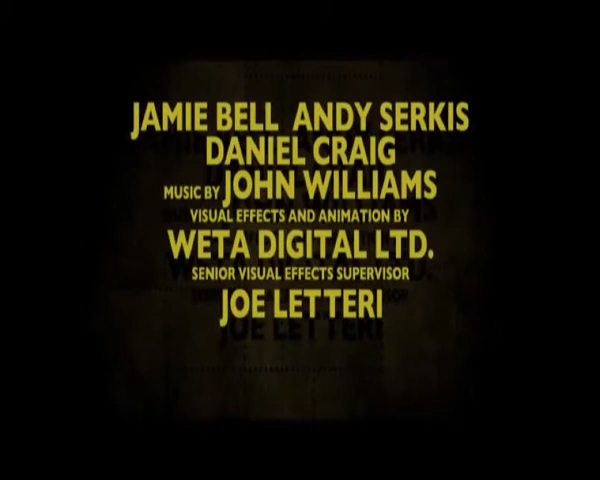 JAMIE BELL ANDY SERKIS
DANIEL CRAIG
MUSIC BY JOHN WILLIAMS
VISUAL EFFECTS AND ANIMATION BY
WETA DIGITAL LTD.
SENIOR VISUAL EFFECTS SUPERVISOR
JOE LETTERI